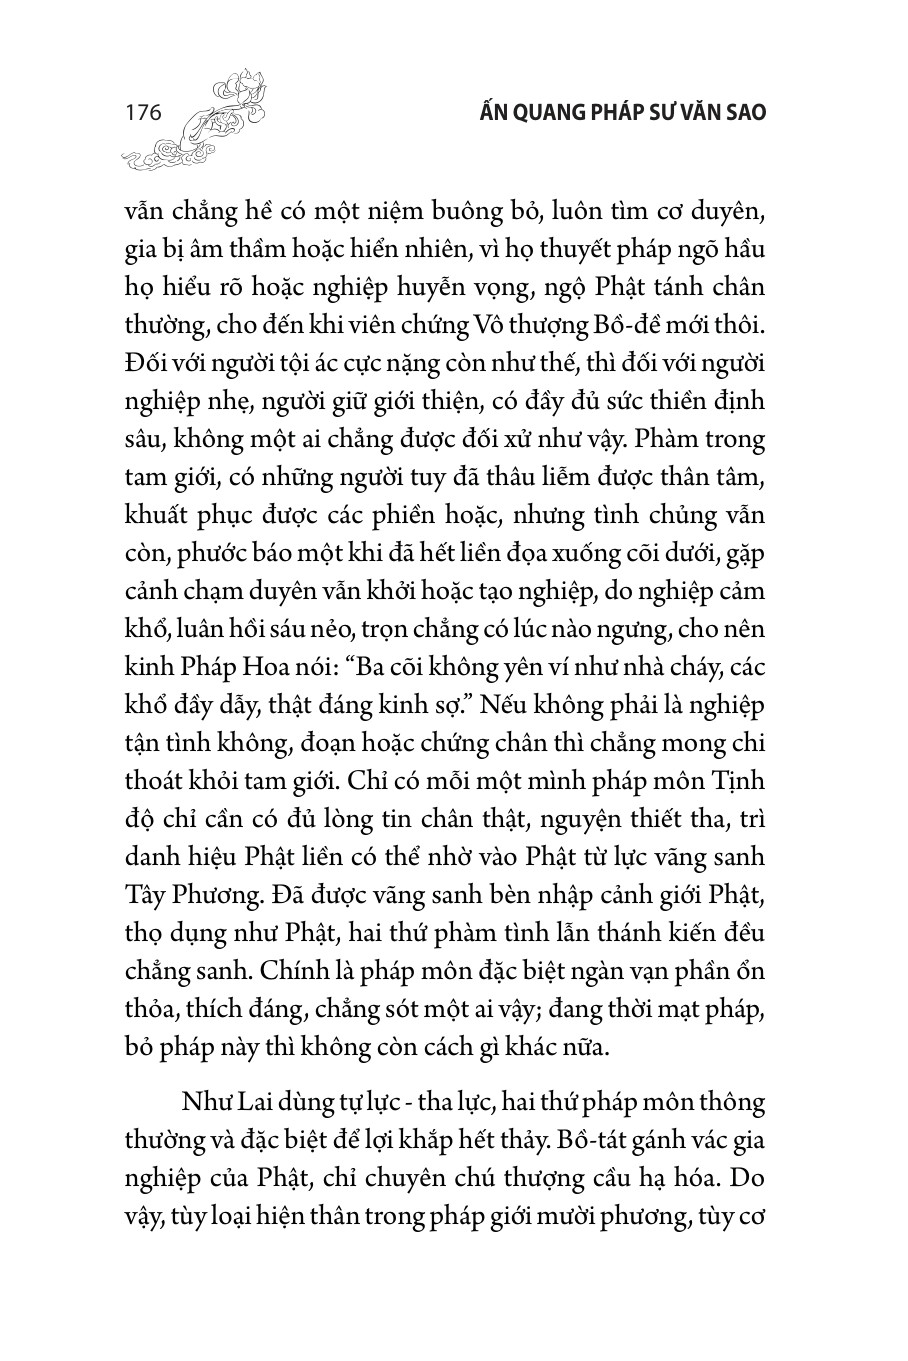 176
ẤN QUANG PHÁP SƯ VĂN SAO
vẫn chẳng hề có một niệm buông bỏ, luôn tìm cơ duyên,
gia bị âm thầm hoặc hiển nhiên, vì họ thuyết pháp ngõ hầu
họ hiểu rõ hoặc nghiệp huyễn vọng, ngộ Phật tánh chân
thường, cho đến khi viên chứng Vô thượng Bồ-đề mới thôi.
Đối với người tội ác cực nặng còn như thế, thì đối với người
nghiệp nhẹ, người giữ giới thiện, có đầy đủ sức thiền định
sâu, không một ai chẳng được đối xử như vậy. Phàm trong
tam giới, có những người tuy đã thâu liễm được thân tâm,
khuất phục được các phiền hoặc, nhưng tình chủng vẫn
còn, phước báo một khi đã hết liền đọa xuống cõi dưới, gặp
cảnh chạm duyên vẫn khởi hoặc tạo nghiệp, do nghiệp cảm
khổ, luân hồi sáu nẻo, trọn chẳng có lúc nào ngưng, cho nên
kinh Pháp Hoa nói: “Ba cõi không yên ví như nhà cháy, các
khổ đầy dẫy, thật đáng kinh sợ.” Nếu không phải là nghiệp
tận tình không, đoạn hoặc chứng chân thì chẳng mong chi
thoát khỏi tam giới. Chỉ có mỗi một mình pháp môn Tịnh
độ chỉ cần có đủ lòng tin chân thật, nguyện thiết tha, trì
danh hiệu Phật liền có thể nhờ vào Phật từ lực vãng sanh
Tây Phương. Đã được vãng sanh bèn nhập cảnh giới Phật,
thọ dụng như Phật, hai thứ phàm tình lẫn thánh kiến đều
chẳng sanh. Chính là pháp môn đặc biệt ngàn vạn phần ổn
thỏa, thích đáng, chẳng sót một ai vậy; đang thời mạt pháp,
bỏ pháp này thì không còn cách gì khác nữa.
Như Lai dùng tự lực - tha lực, hai thứ pháp môn thông
thường và đặc biệt để lợi khắp hết thảy. Bồ-tát gánh vác gia
nghiệp của Phật, chỉ chuyên chú thượng cầu hạ hóa. Do
vậy, tùy loại hiện thân trong pháp giới mười phương, tùy cơ